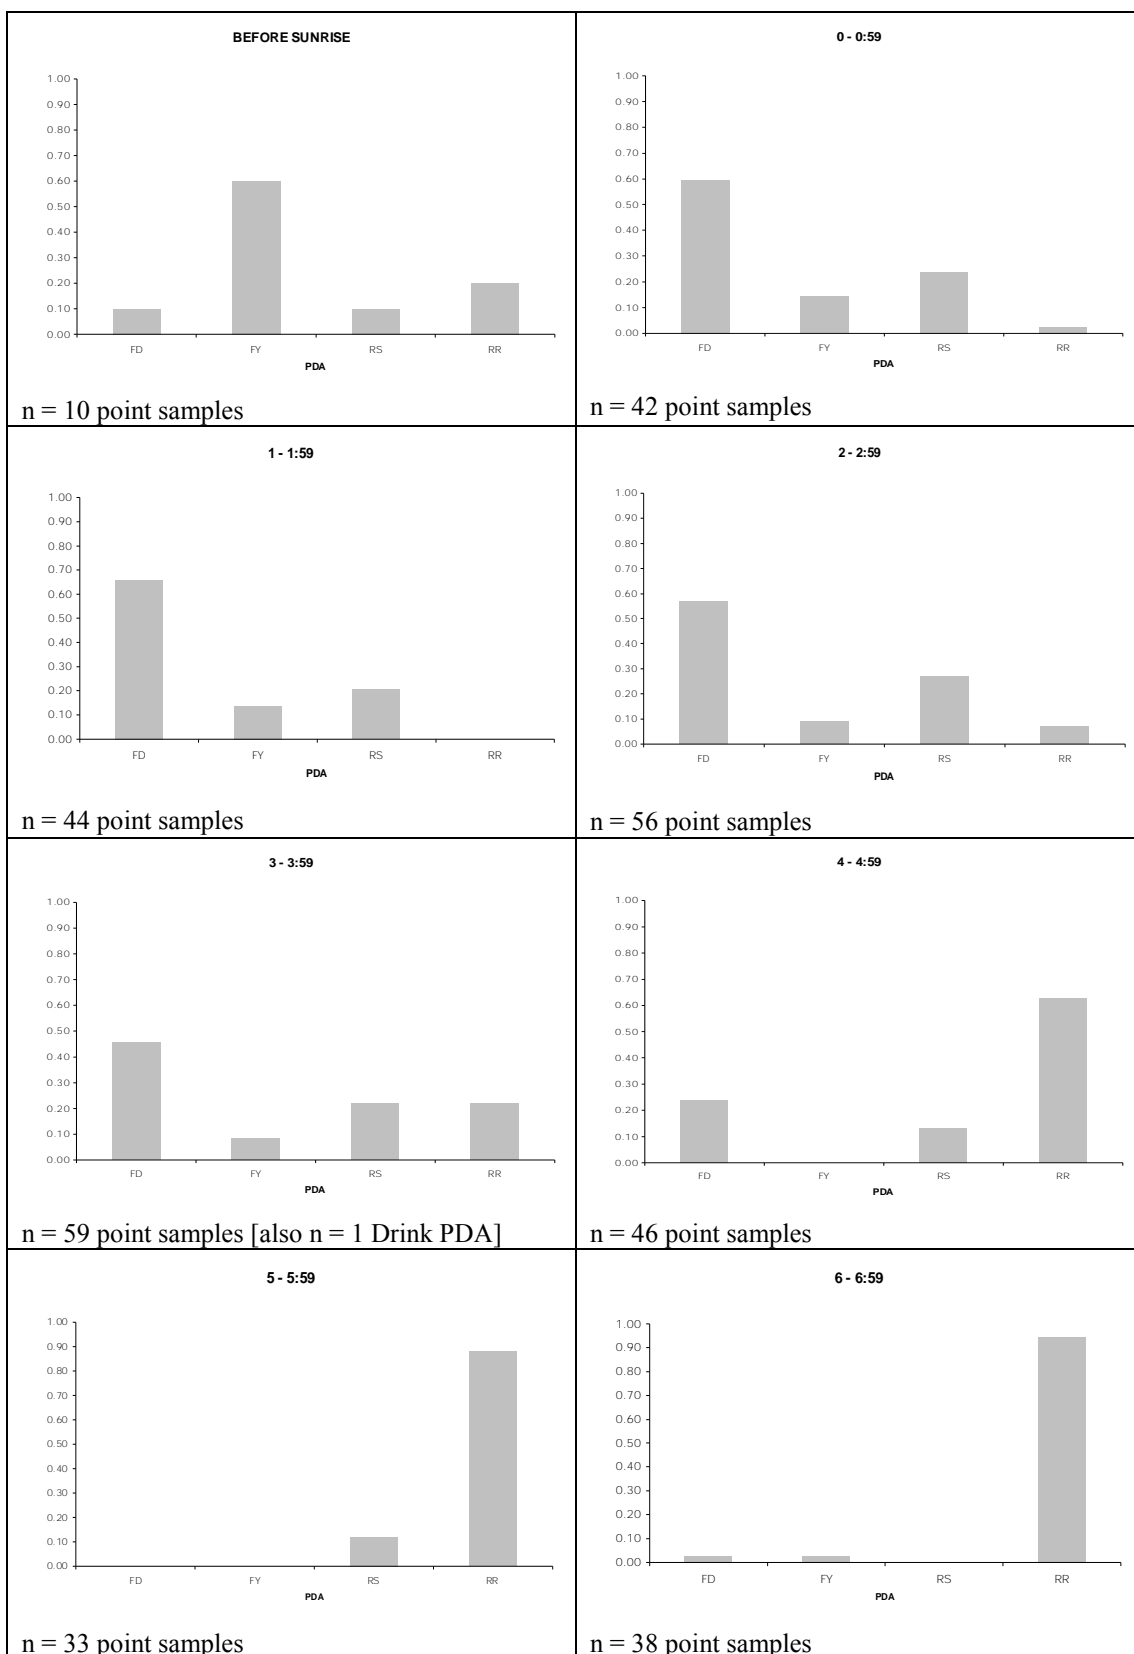 BEFORE SUNRISE
1.00
0.90
0.80
0.70
0.60
0.50
0.40
0.30
0.20
0.10
0.00
FD FY RS RR
PDA
n = 10 point samples
0 - 0:59
1.00
0.90
0.80
0.70
0.60
0.50
0.40
0.30
0.20
0.10
0.00
FD FY RS RR
PDA
n = 42 point samples
1 - 1:59
1.00
0.90
0.80
0.70
0.60
0.50
0.40
0.30
0.20
0.10
0.00
FD FY RS RR
PDA
n = 44 point samples
2 - 2:59
1.00
0.90
0.80
0.70
0.60
0.50
0.40
0.30
0.20
0.10
0.00
FD FY RS RR
PDA
n = 56 point samples
3 - 3:59
1.00
0.90
0.80
0.70
0.60
0.50
0.40
0.30
0.20
0.10
0.00
FD FY RS RR
PDA
n = 59 point samples [also n = 1 Drink PDA]
4 - 4:59
1.00
0.90
0.80
0.70
0.60
0.50
0.40
0.30
0.20
0.10
0.00
FD FY RS RR
PDA
n = 46 point samples
5 - 5:59
1.00
0.90
0.80
0.70
0.60
0.50
0.40
0.30
0.20
0.10
0.00
FD FY RS RR
PDA
n = 33 point samples
6 - 6:59
1.00
0.90
0.80
0.70
0.60
0.50
0.40
0.30
0.20
0.10
0.00
FD FY RS RR
PDA
n = 38 point samples